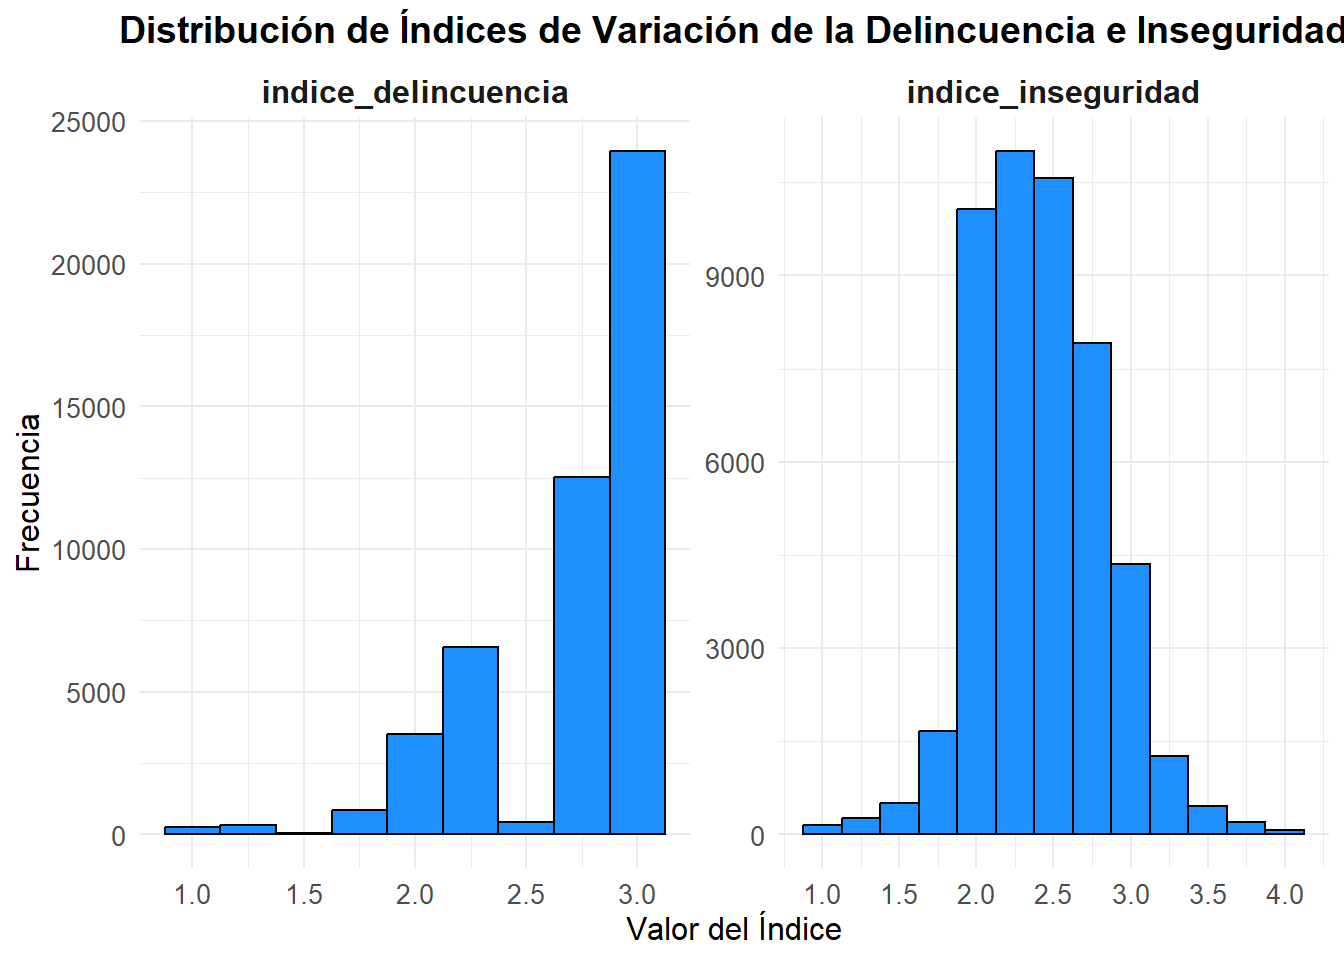 Distribución de Índices de Variación de la Delincuencia e Inseguridad
indice_delincuencia
indice_inseguridad
Frecuencia
25000
20000
15000
10000
5000
0
9000
6000
3000
0
1.0 1.5 2.0 2.5 3.0
1.0 1.5 2.0 2.5 3.0 3.5 4.0
Valor del Índice